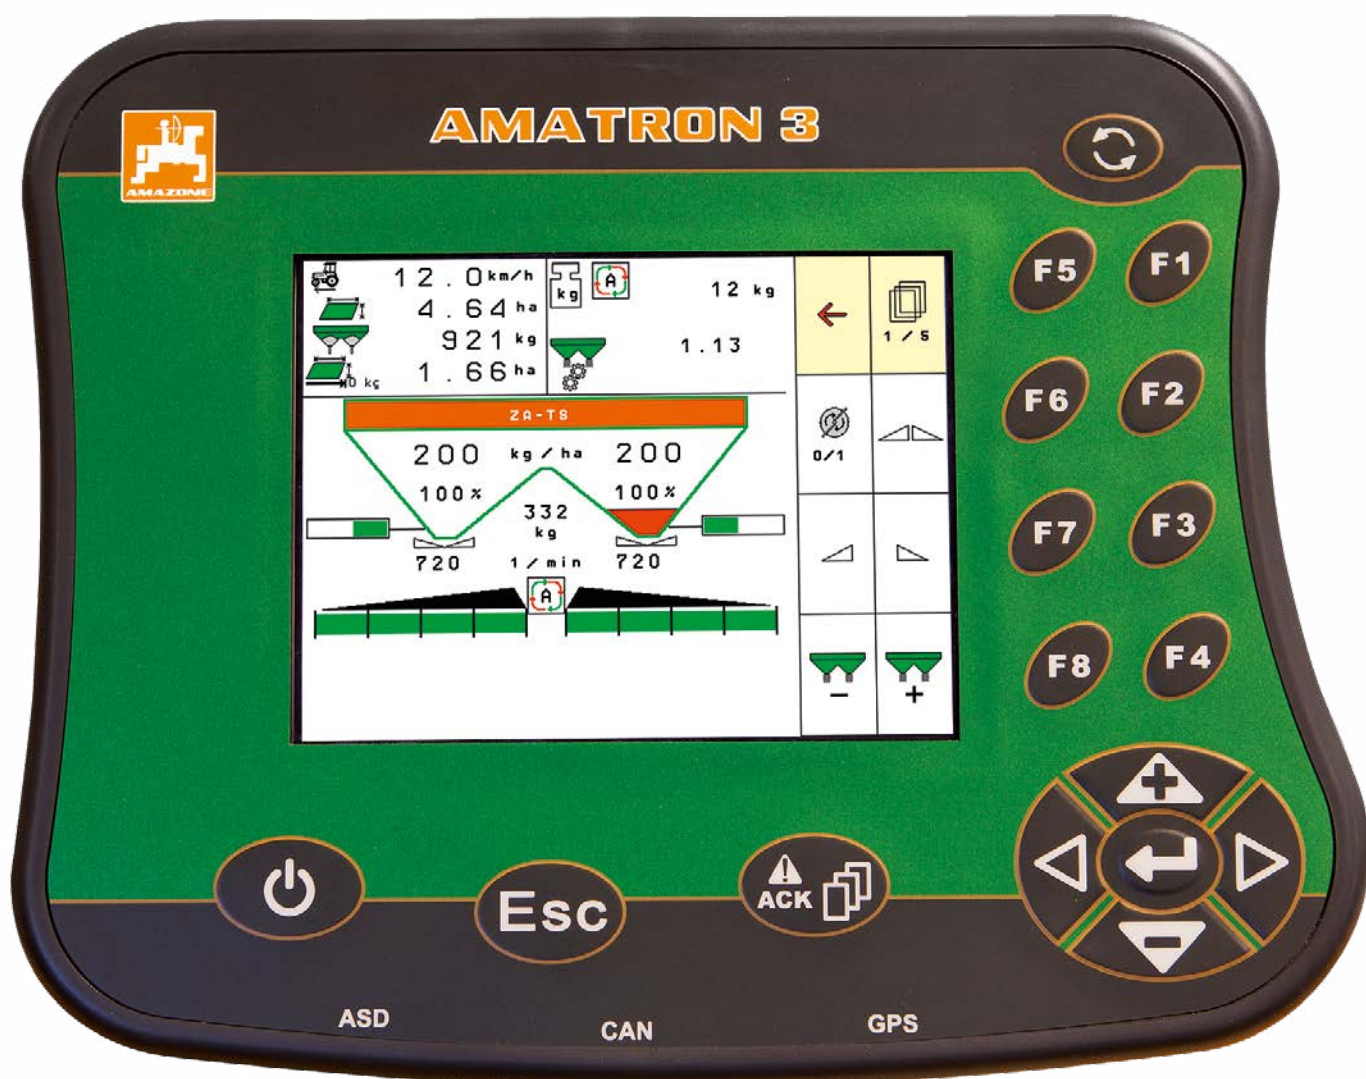 AMATRON 3
AMAZONE
12.0 km/h
4.64 ha
921 kg
1.66 ha
kg
A
12 kg
1.13
1/5
ZA-TS
200 kg/ha 200
100% 100%
332
kg
720 1/min 720
A
0/1
-
+
F5 F1
F6 F2
F7 F3
F8 F4
+
-
Esc
ACK
ASD CAN GPS